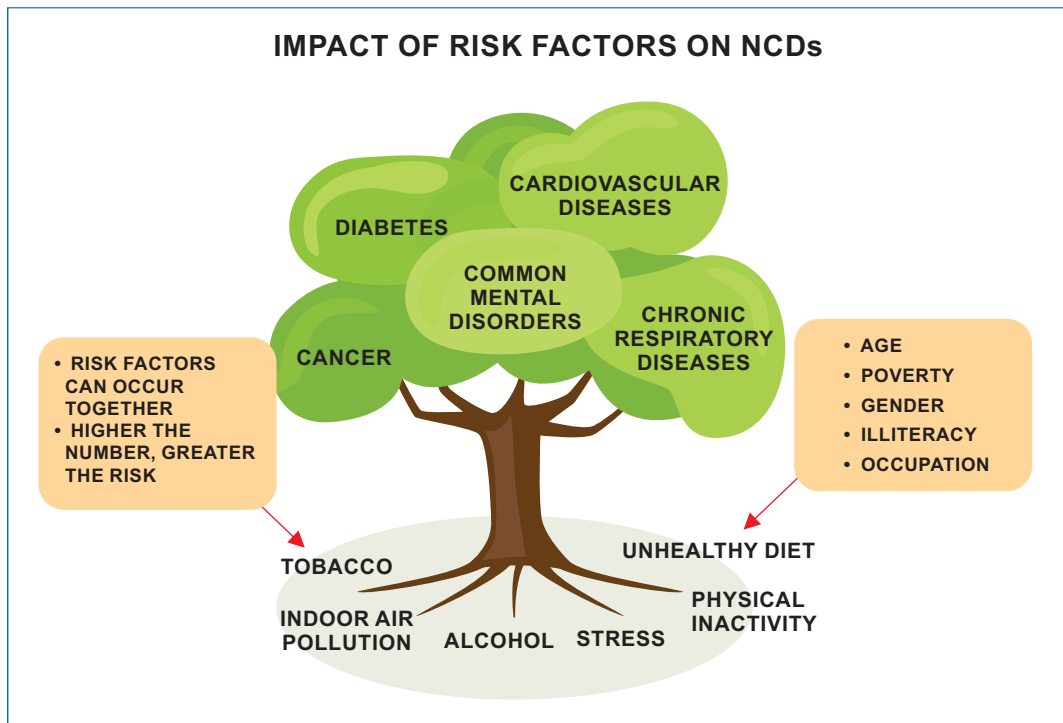 IMPACT OF RISK FACTORS ON NCDs
CARDIOVASCULAR
DISEASES
DIABETES
COMMON
MENTAL
DISORDERS
CHRONIC
RESPIRATORY
DISEASES
CANCER
• RISK FACTORS
CAN OCCUR
TOGETHER
• HIGHER THE
NUMBER, GREATER
THE RISK
• AGE
• POVERTY
• GENDER
• ILLITERACY
• OCCUPATION
TOBACCO
INDOOR AIR
POLLUTION
ALCOHOL
STRESS
UNHEALTHY DIET
PHYSICAL
INACTIVITY